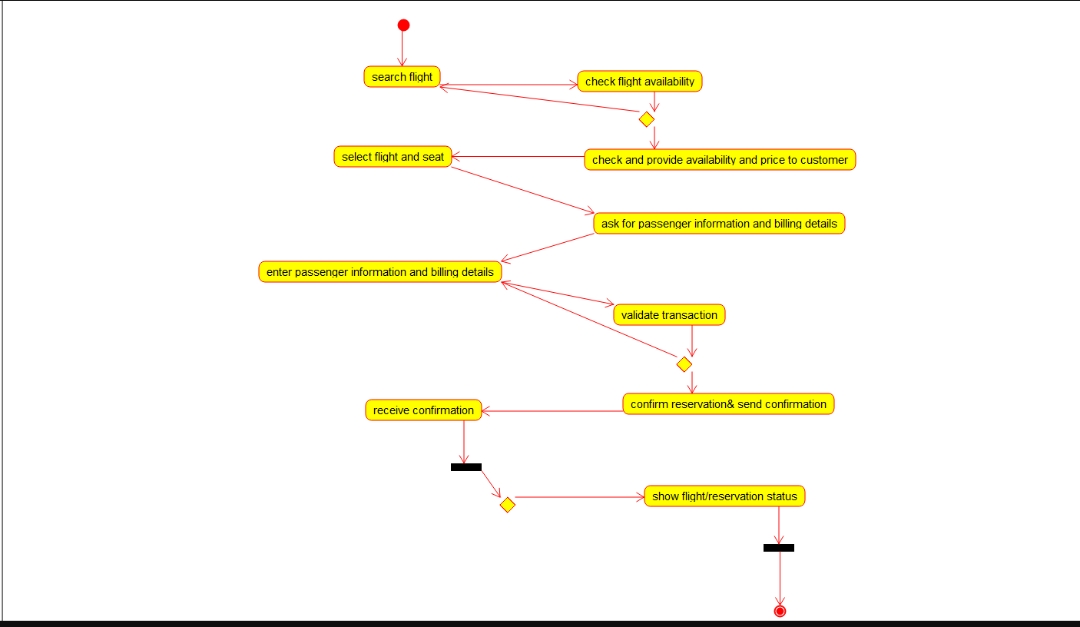 search flight
check flight availability
select flight and seat
check and provide availability and price to customer
ask for passenger information and billing details
enter passenger information and billing details
validate transaction
confirm reservation& send confirmation
receive confirmation
show flight/reservation status